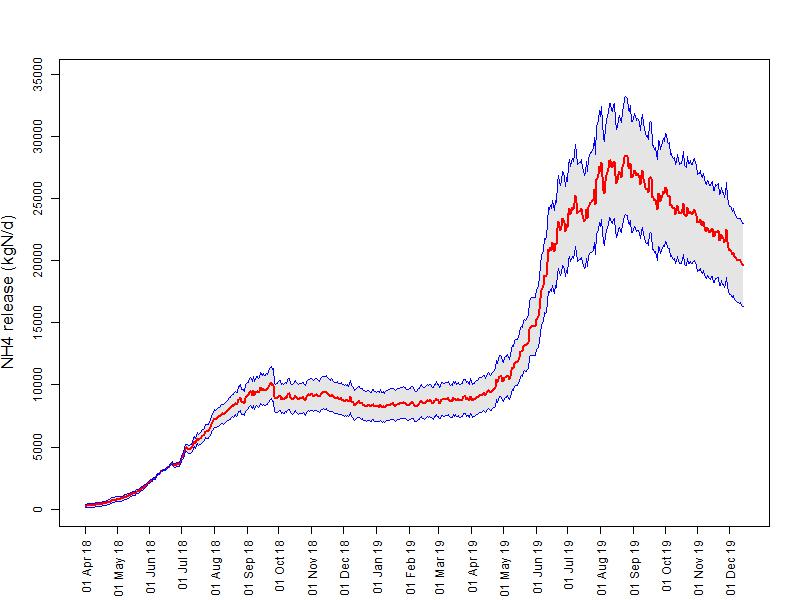 NH4 release (kgN/d)
35000
30000
25000
20000
15000
10000
5000
0
01 Apr 18
01 May 18
01 Jun 18
01 Jul 18
01 Aug 18
01 Sep 18
01 Oct 18
01 Nov 18
01 Dec 18
01 Jan 19
01 Feb 19
01 Mar 19
01 Apr 19
01 May 19
01 Jun 19
01 Jul 19
01 Aug 19
01 Sep 19
01 Oct 19
01 Nov 19
01 Dec 19